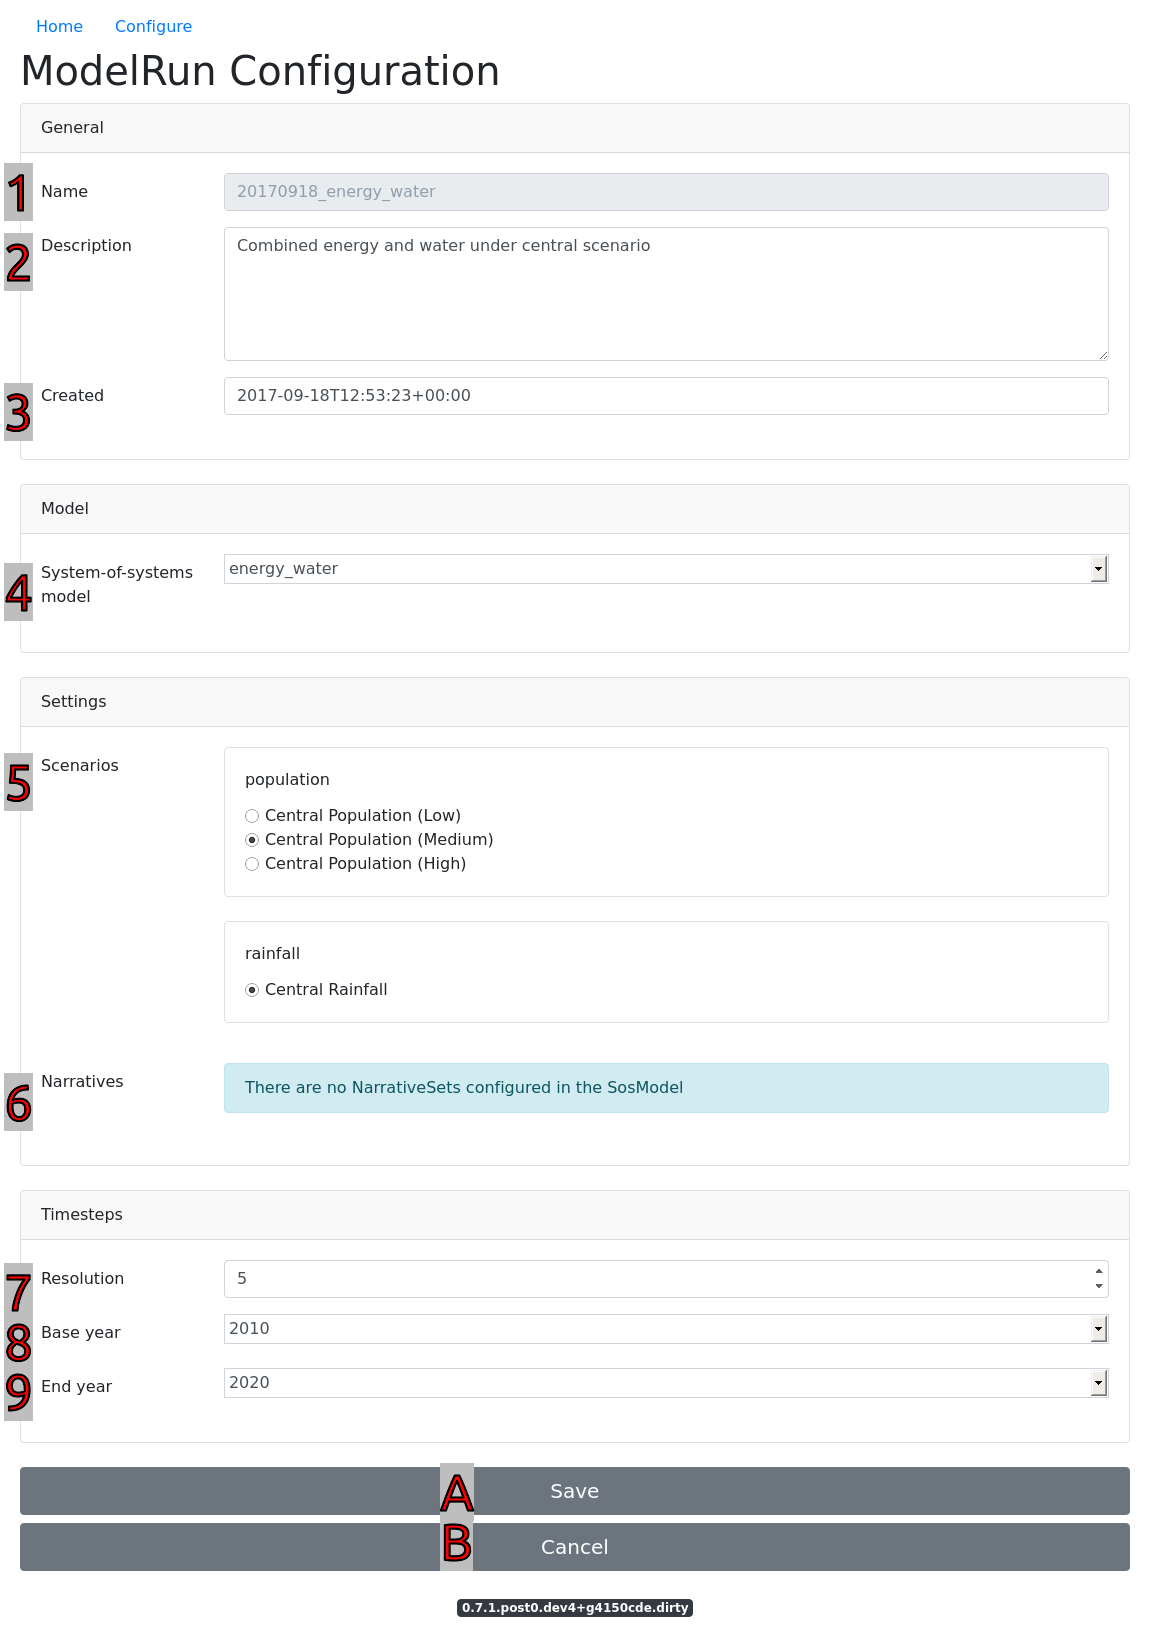 Home Configure
ModelRun Configuration
General
1 Name 20170918_energy_water
2 Description Combined energy and water under central scenario
3 Created 2017-09-18T12:53:23+00:00
Model
4 System-of-systems model energy_water
Settings
5 Scenarios
population
Central Population (Low)
Central Population (Medium)
Central Population (High)
rainfall
Central Rainfall
6 Narratives There are no NarrativeSets configured in the SosModel
Timesteps
7 Resolution 5
8 Base year 2010
9 End year 2020
A Save
B Cancel
0.7.1.post0.dev4+g4150cde.dirty